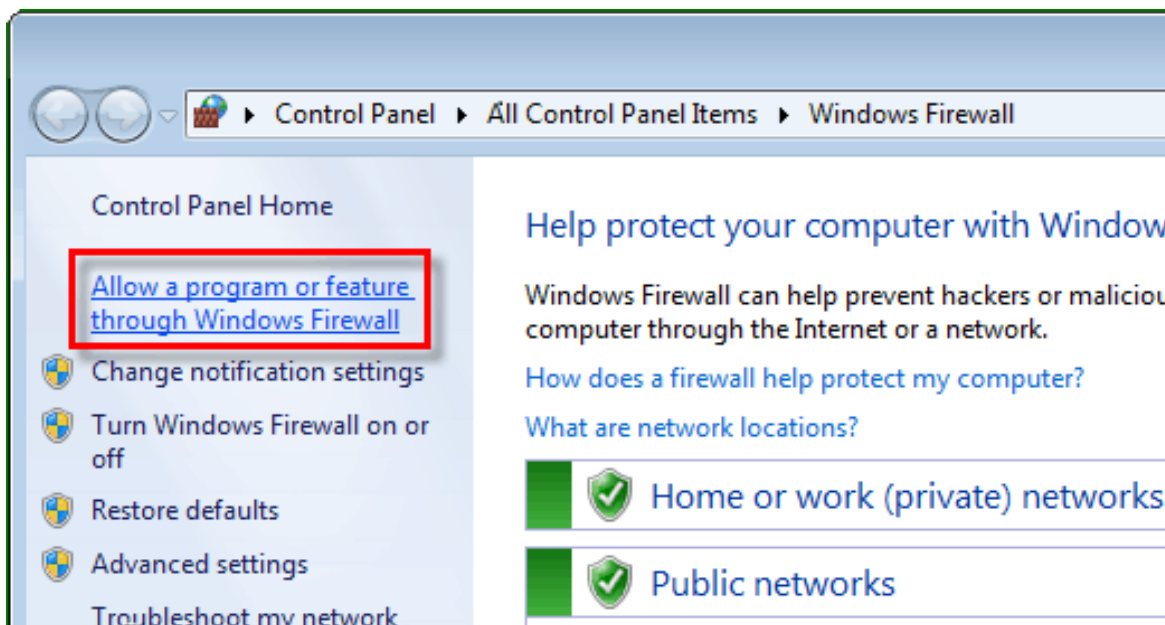 Control Panel ▸ All Control Panel Items ▸ Windows Firewall
Control Panel Home
Allow a program or feature
through Windows Firewall
Change notification settings
Turn Windows Firewall on or
off
Restore defaults
Advanced settings
Troubleshoot my network
Help protect your computer with Window
Windows Firewall can help prevent hackers or maliciou
computer through the Internet or a network.
How does a firewall help protect my computer?
What are network locations?
Home or work (private) networks
Public networks